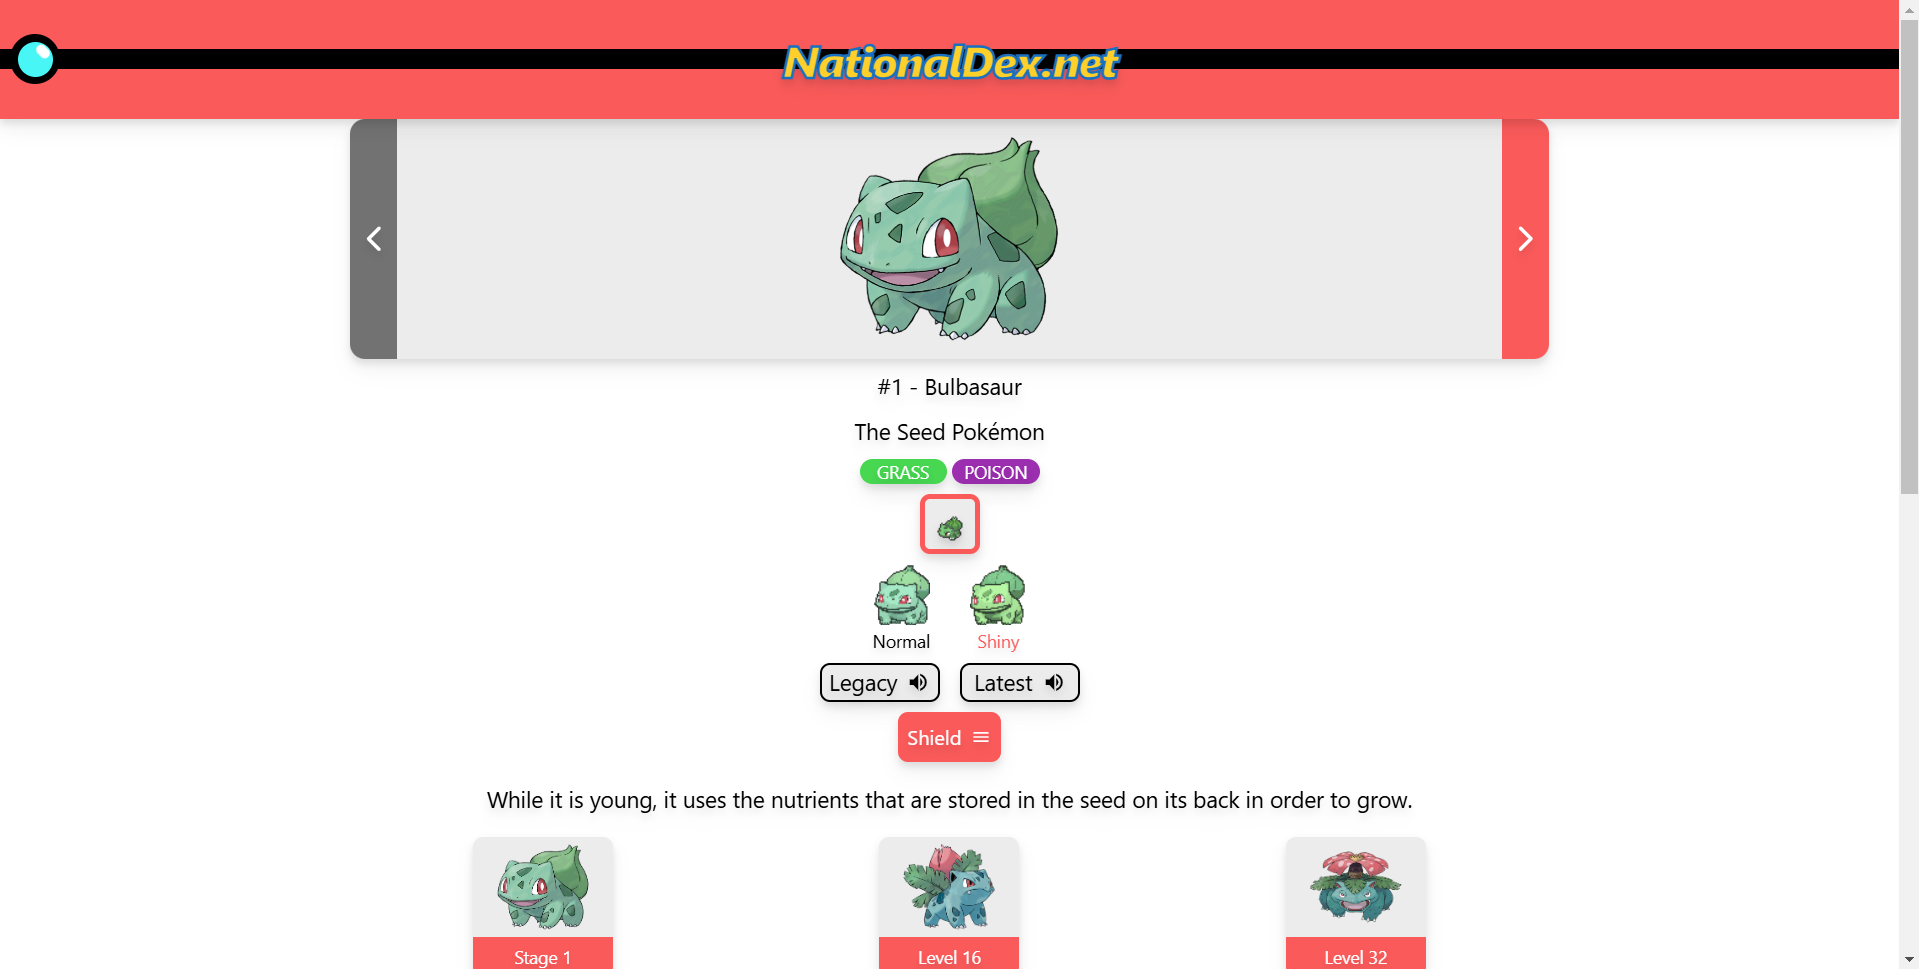 NationalDex.net
#1 - Bulbasaur
The Seed Pokémon
GRASS POISON
Normal Shiny
Legacy Latest
Shield
While it is young, it uses the nutrients that are stored in the seed on its back in order to grow.
Stage 1 Level 16 Level 32